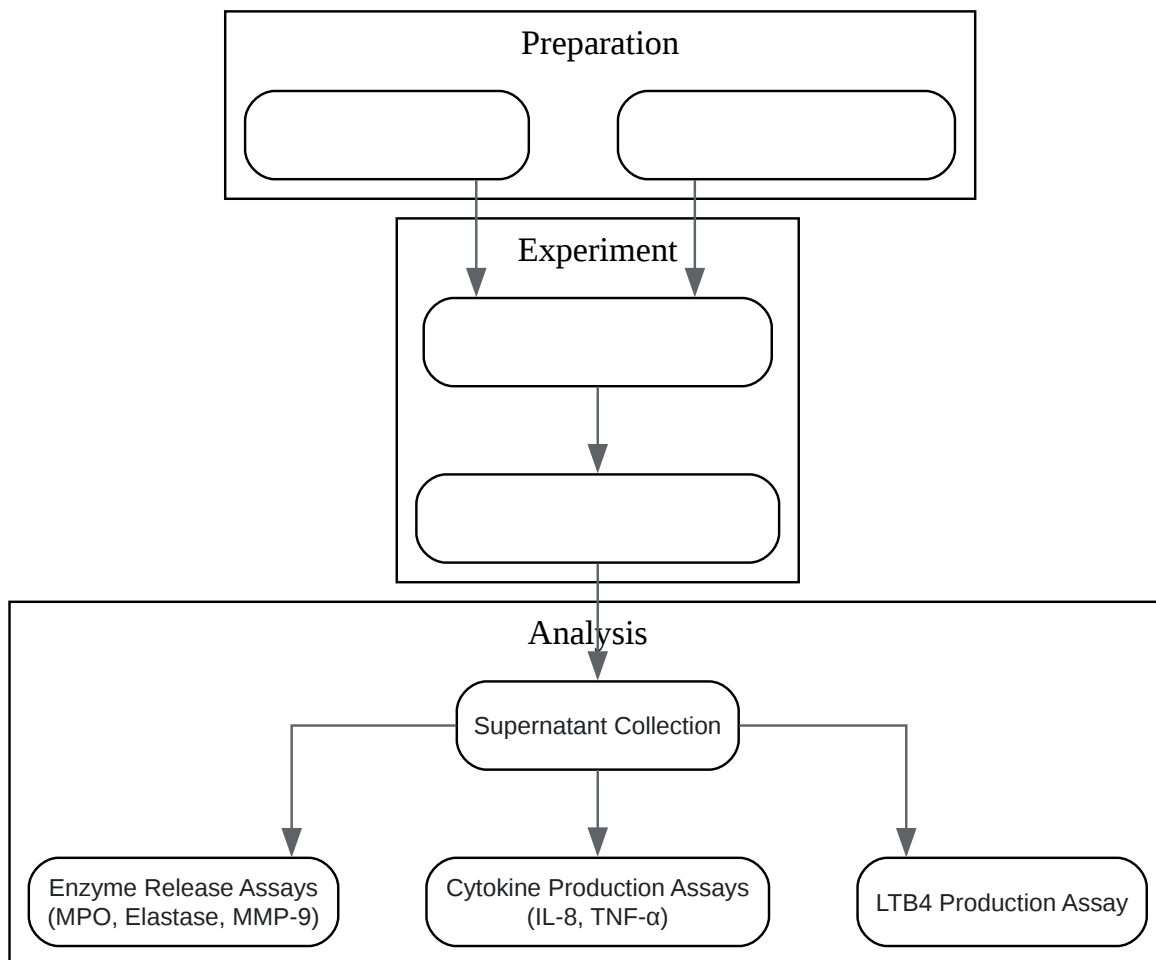 Preparation
Experiment
Analysis
Supernatant Collection
Enzyme Release Assays
(MPO, Elastase, MMP-9)
Cytokine Production Assays
(IL-8, TNF-α)
LTB4 Production Assay